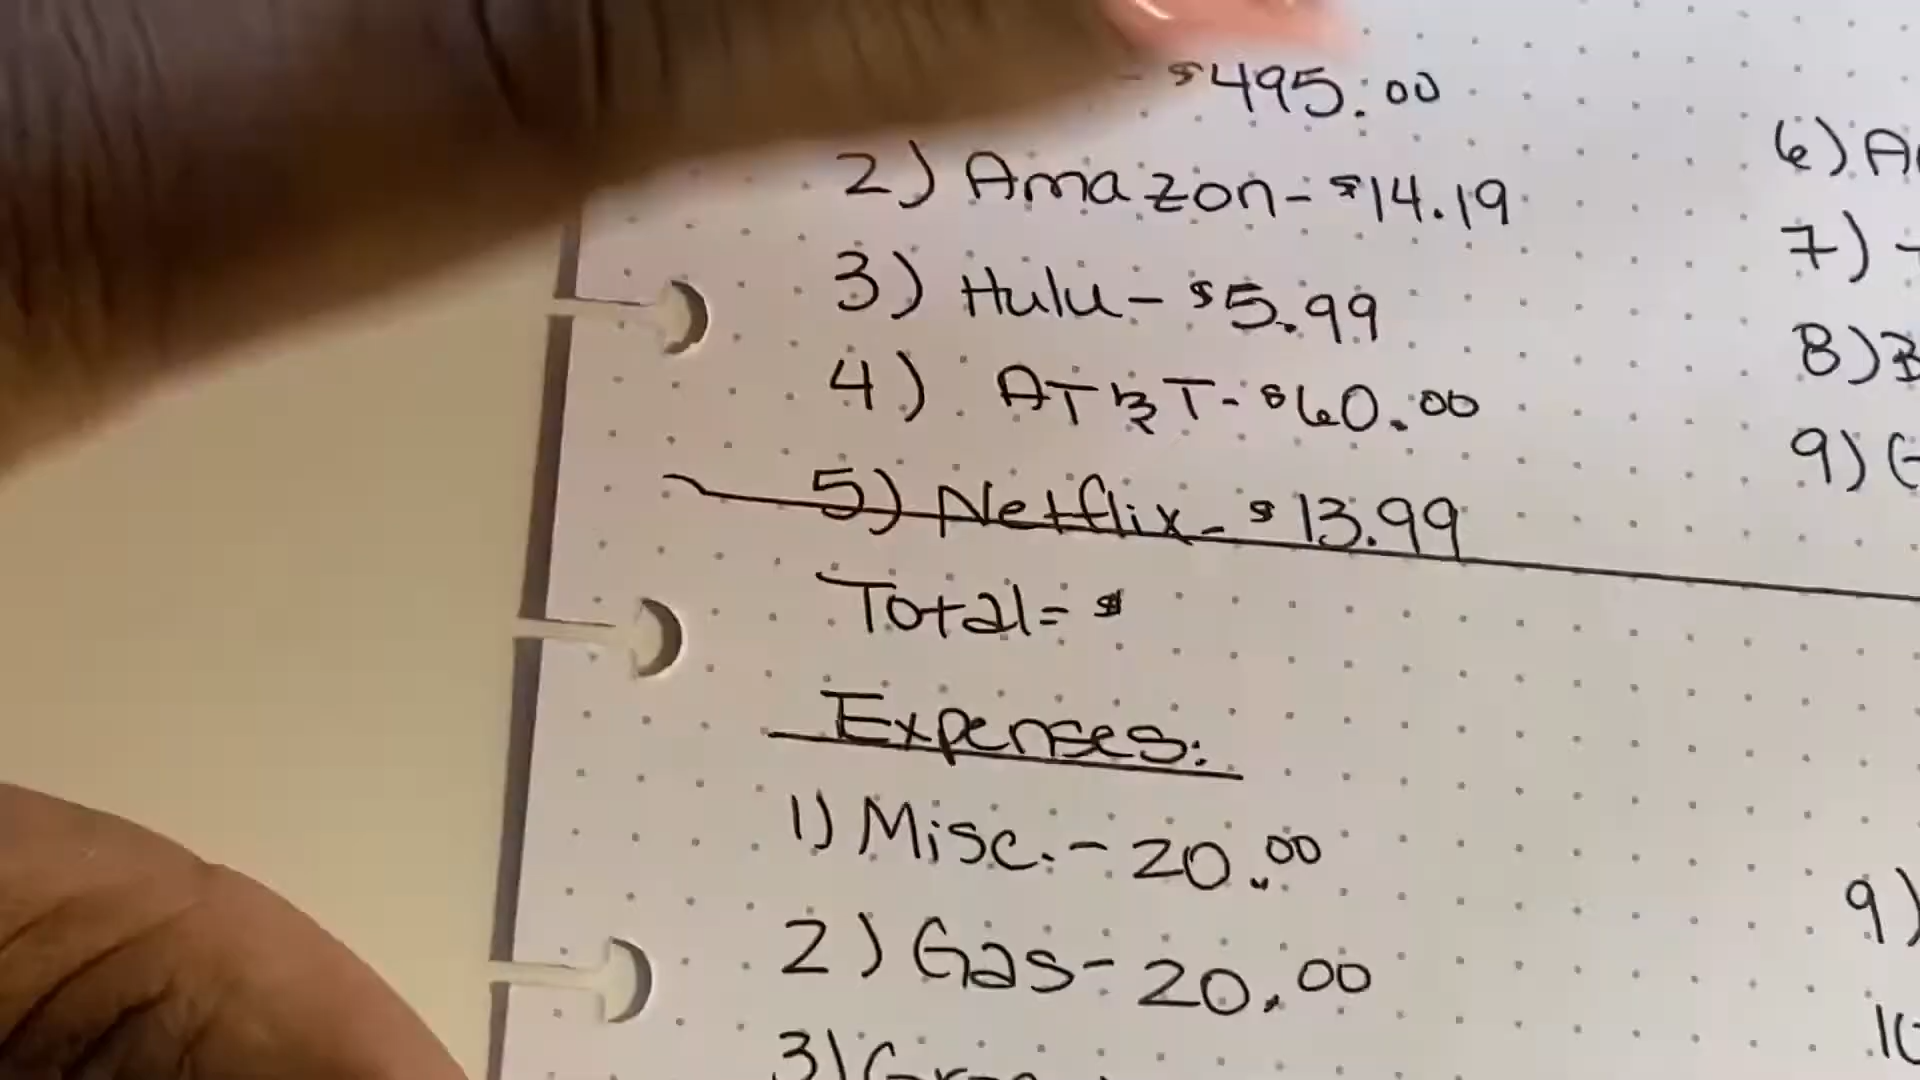 - $495.00
2) Amazon - $14.19
3) Hulu - $5.99
4) AT&T - $60.00
5) Netflix - $13.99
Total = $
Expenses:
1) Misc. - 20.00
2) Gas - 20.00
3)
6)
7)
8)
9)
9)